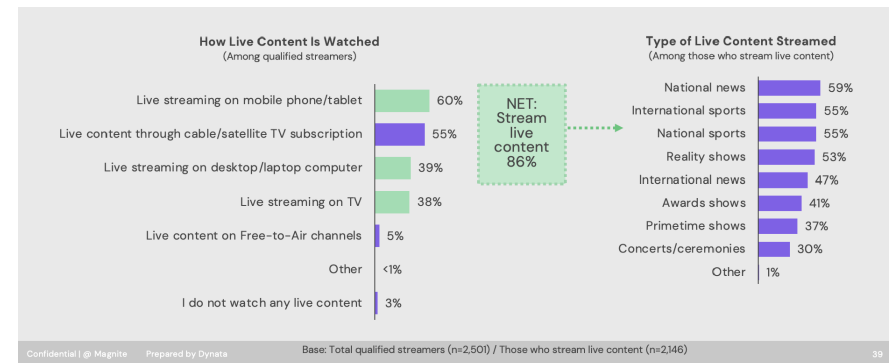 How Live Content Is Watched
(Among qualified streamers)
Live streaming on mobile phone/tablet 60%
Live content through cable/satellite TV subscription 55%
Live streaming on desktop/laptop computer 39%
Live streaming on TV 38%
Live content on Free-to-Air channels 5%
Other <1%
I do not watch any live content 3%
NET:
Stream
live
content
86%
Type of Live Content Streamed
(Among those who stream live content)
National news 59%
International sports 55%
National sports 55%
Reality shows 53%
International news 47%
Awards shows 41%
Primetime shows 37%
Concerts/ceremonies 30%
Other 1%
Confidential | @ Magnite Prepared by Dynata
Base: Total qualified streamers (n=2,501) / Those who stream live content (n=2,146)
39